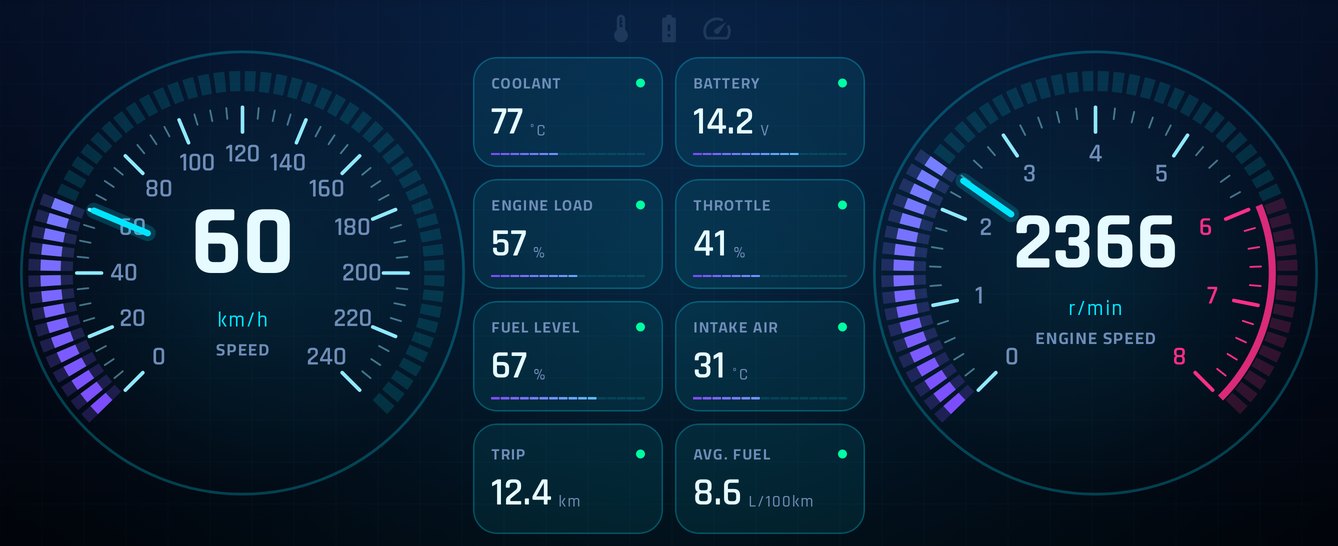 0
20
40
60
80
100
120
140
160
180
200
220
240
60
km/h
SPEED
COOLANT
77 °C
BATTERY
14.2 V
ENGINE LOAD
57 %
THROTTLE
41 %
FUEL LEVEL
67 %
INTAKE AIR
31 °C
TRIP
12.4 km
AVG. FUEL
8.6 L/100km
0
1
2
3
4
5
6
7
8
2366
r/min
ENGINE SPEED